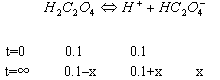 H₂C₂O₄ ⇔ H⁺ + HC₂O₄⁻
t=0 0.1 0.1
t=∞ 0.1–x 0.1+x x